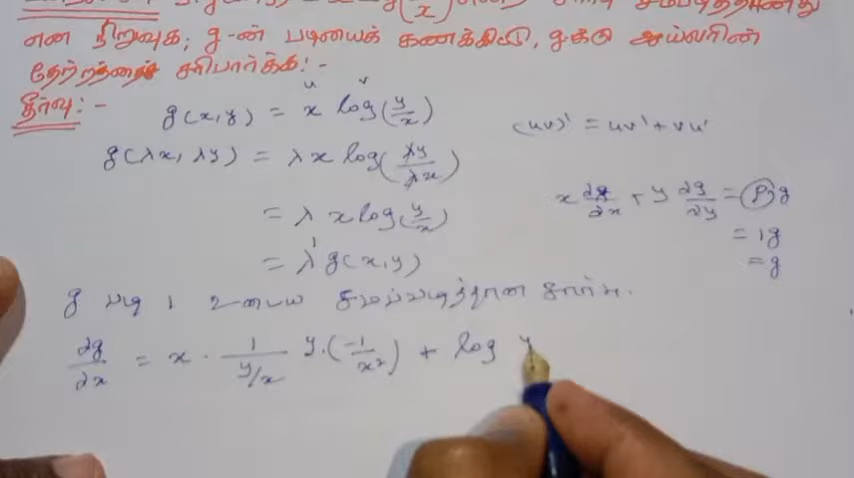 g(x/
என நிறுவுக; g-ன் படியைக் கணக்கிட்டு, g-க்கு ஆய்லரின்
தேற்றத்தை சரிபார்க்க:-
தீர்வு:-
u v
g(x,y) = x log(y/x)
(uv)' = uv' + vu'
g(λx, λy) = λx log(λy/λx)
x ∂g/∂x + y ∂g/∂y = Pg
= λ x log(y/x)
= 1g
= λ¹ g(x,y)
= g
g படி 1 உடைய சமப்படித்தான சார்பு.
∂g/∂x = x · 1/(y/x) y·(-1/x²) + log y